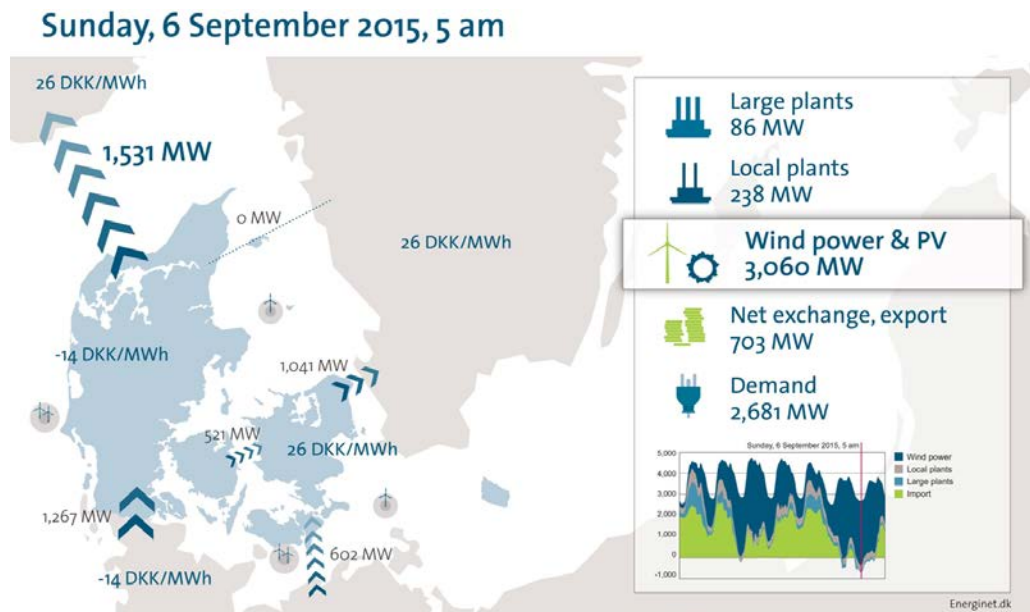 Sunday, 6 September 2015, 5 am
26 DKK/MWh
1,531 MW
0 MW
26 DKK/MWh
-14 DKK/MWh
1,041 MW
521 MW
26 DKK/MWh
1,267 MW
-14 DKK/MWh
602 MW
Large plants
86 MW
Local plants
238 MW
Wind power & PV
3,060 MW
Net exchange, export
703 MW
Demand
2,681 MW
Sunday, 6 September 2015, 5 am
5,000
4,000
3,000
2,000
1,000
0
-1,000
Wind power
Local plants
Large plants
Import
Energinet.dk